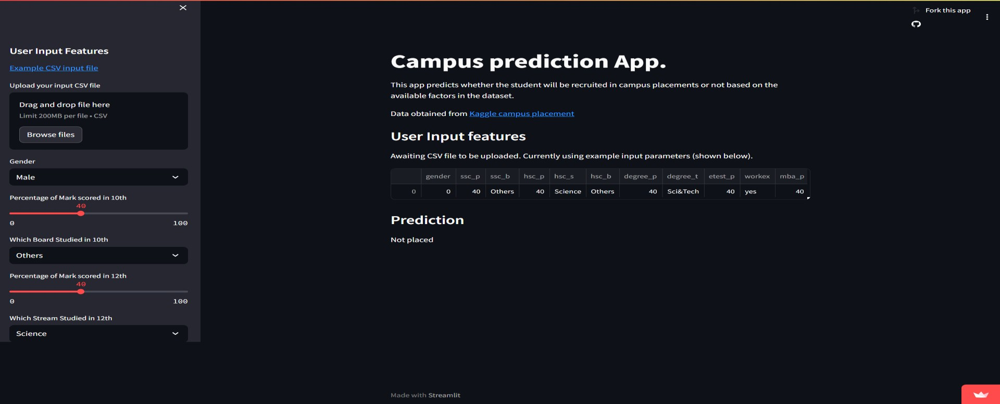 User Input Features
Example CSV input file
Upload your input CSV file
Drag and drop file here
Limit 200MB per file • CSV
Browse files
Gender
Male
Percentage of Mark scored in 10th
40
0 100
Which Board Studied in 10th
Others
Percentage of Mark scored in 12th
40
0 100
Which Stream Studied in 12th
Science
Fork this app
Campus prediction App.
This app predicts whether the student will be recruited in campus placements or not based on the
available factors in the dataset.
Data obtained from Kaggle campus placement
User Input features
Awaiting CSV file to be uploaded. Currently using example input parameters (shown below).
gender ssc_p ssc_b hsc_p hsc_s hsc_b degree_p degree_t etest_p workex mba_p
0 0 40 Others 40 Science Others 40 Sci&Tech 40 yes 40
Prediction
Not placed
Made with Streamlit